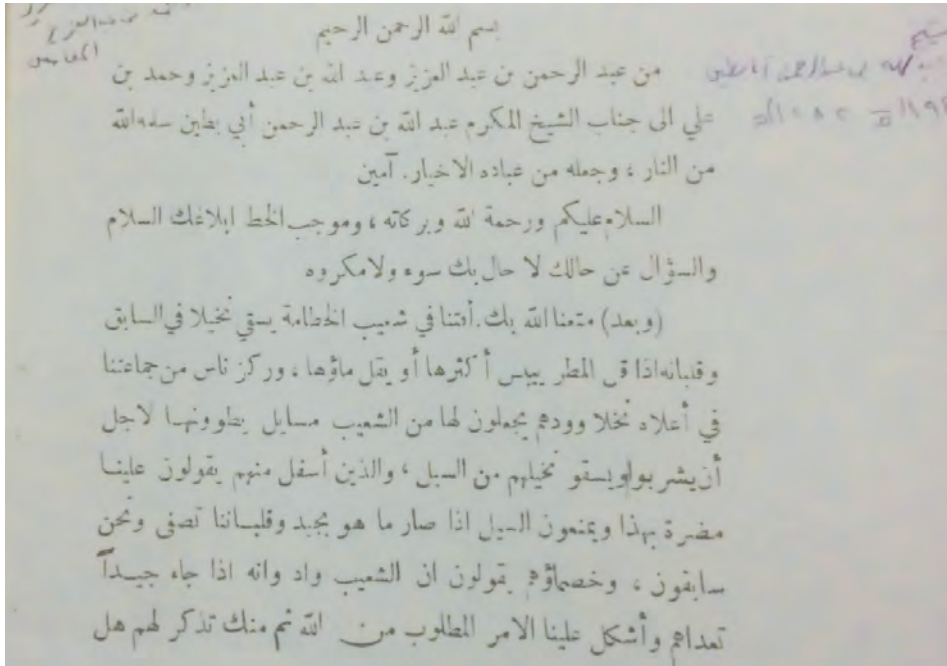 بسم الله الرحمن الرحيم
من عبد الرحمن بن عبد العزيز وعبد الله بن عبد العزيز وحمد بن
علي الى جناب الشيخ المكرم عبد الله بن عبد الرحمن أبي بطين سلمه الله
من النار ، وجعله من عباده الاخيار. آمين
السلام عليكم ورحمة الله وبركاته ، وموجب الخط ابلاغك السلام
والسؤال عن حالك لا حال بك سوء ولا مكروه
(وبعد) متعنا الله بك. أفتنا في شعيب الخطامة يسقي نخيلا في السابق
وقلبانه اذا قل المطر ييبس أكثرها أو يقل ماؤها ، وركز ناس من جماعتنا
في أعلاه نخلا وودهم يجعلون لها من الشعيب مسايل يطوونها لاجل
أن يشربوا ويسقو نخيلهم من السيل ، والذين أسفل منهم يقولون علينا
مضرة بهذا ويمنعون السيل اذا صار ما هو بجيد وقلباننا تصفى ونحن
سابقون ، وخصماؤهم يقولون ان الشعيب واد وانه اذا جاء جيداً
تعداهم وأشكل علينا الامر المطلوب من الله ثم منك تذكر لهم هل